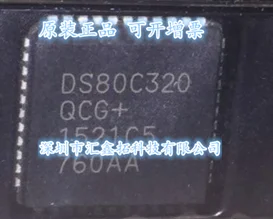 原装正品 可开增票
DS80C320
QCG+
1521C5
深圳市汇鑫拓科技有限公司
760AA